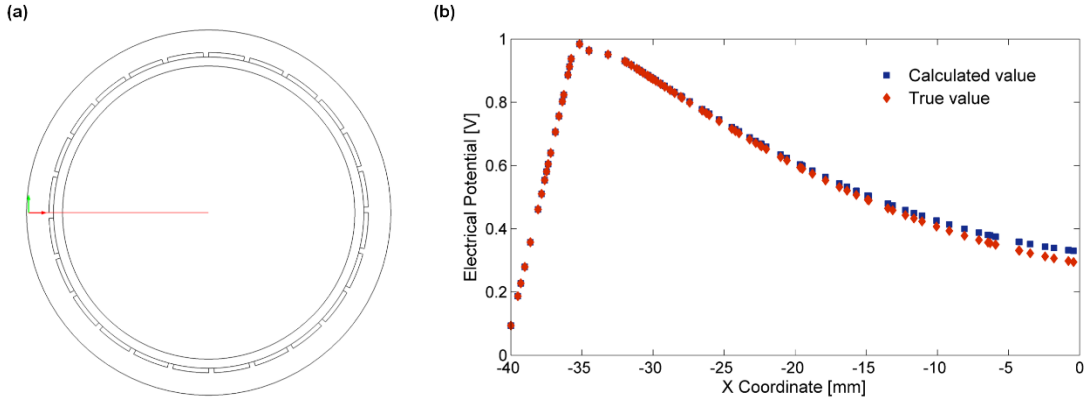 (a)
(b)
1
0.8
0.6
0.4
0.2
0
Electrical Potential [V]
Calculated value
True value
-40 -35 -30 -25 -20 -15 -10 -5 0
X Coordinate [mm]